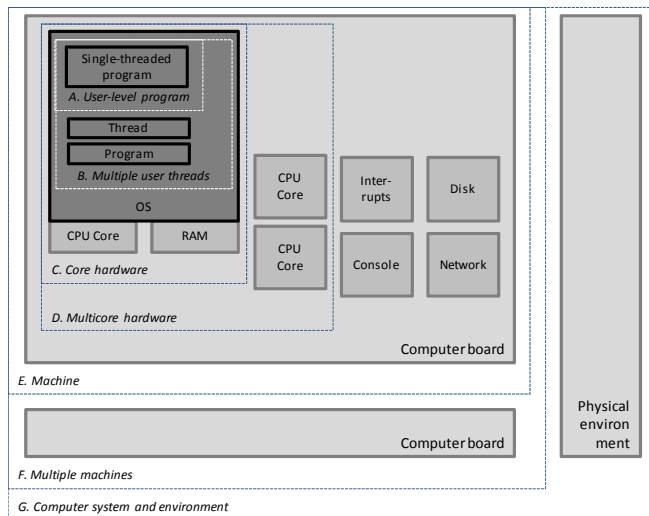 Single-threaded
program
A. User-level program
Thread
Program
B. Multiple user threads
OS
CPU Core
RAM
C. Core hardware
CPU
Core
CPU
Core
D. Multicore hardware
Inter-
rupts
Disk
Console
Network
Computer board
E. Machine
Computer board
F. Multiple machines
Physical
environ
ment
G. Computer system and environment